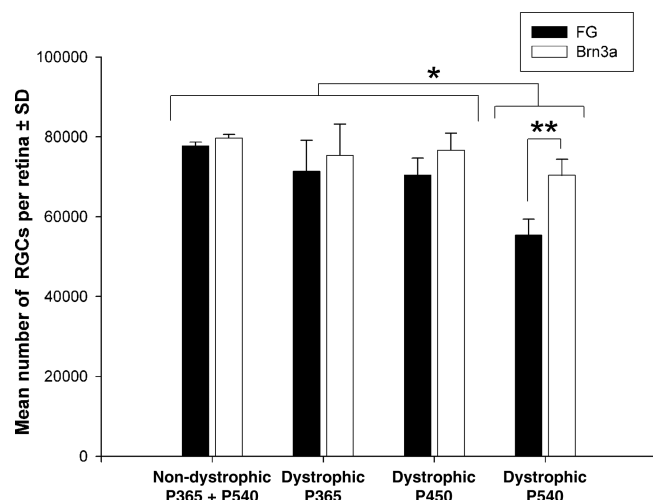 FG
Brn3a
Mean number of RGCs per retina ± SD
100000
80000
60000
40000
20000
0
*
**
Non-dystrophic
P365 + P540
Dystrophic
P365
Dystrophic
P450
Dystrophic
P540